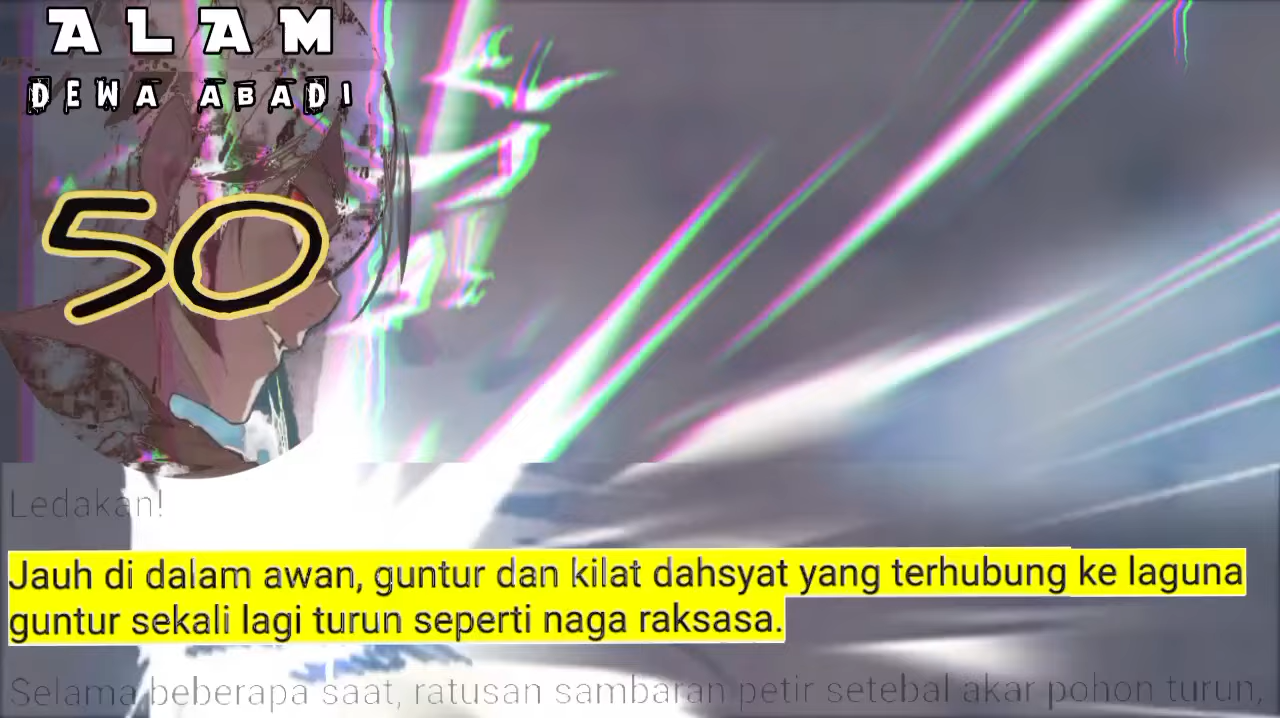 ALAM
DEWA ABADI
50
Ledakan!
Jauh di dalam awan, guntur dan kilat dahsyat yang terhubung ke laguna
guntur sekali lagi turun seperti naga raksasa.
Selama beberapa saat, ratusan sambaran petir setebal akar pohon turun,